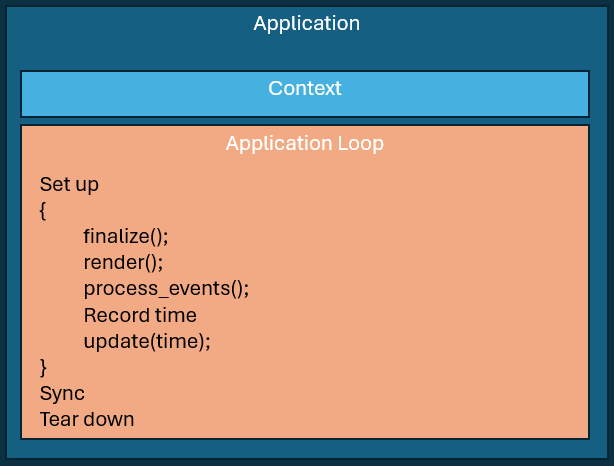 Application
Context
Application Loop
Set up
{
finalize();
render();
process_events();
Record time
update(time);
}
Sync
Tear down